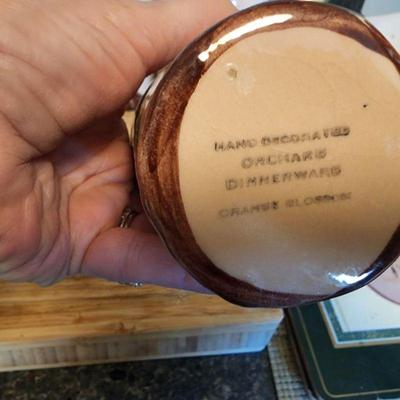 HAND DECORATED
ORCHARD
DINNERWARE
ORANGE BLOSSOM